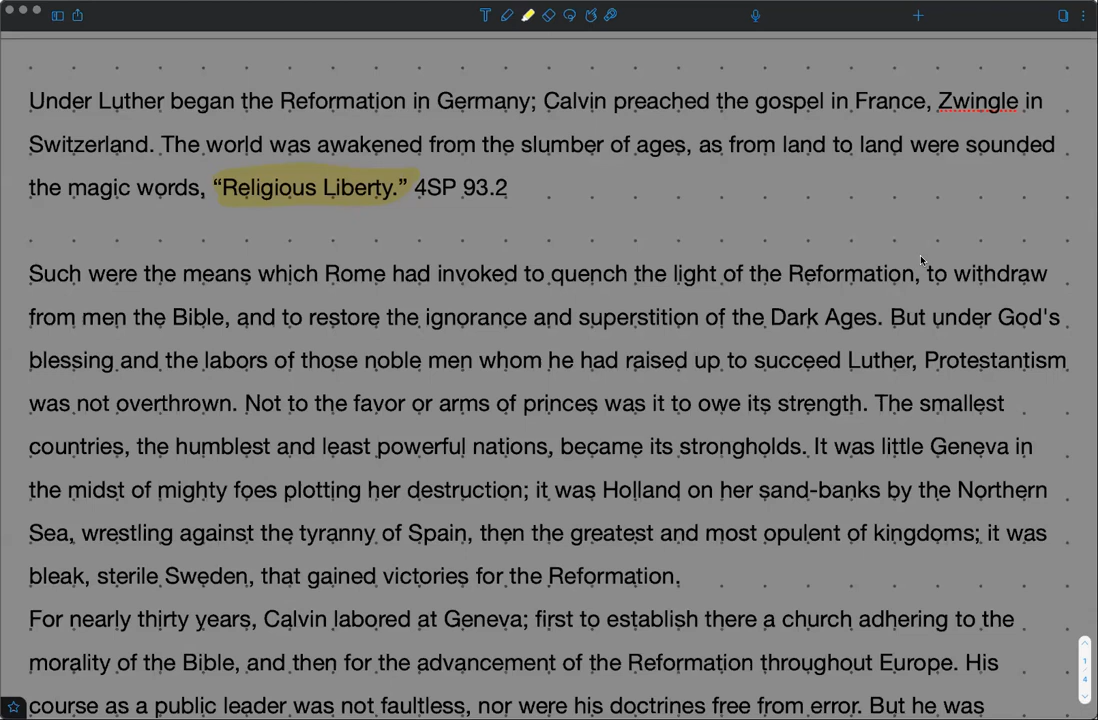 Under Luther began the Reformation in Germany; Calvin preached the gospel in France, Zwingle in
Switzerland. The world was awakened from the slumber of ages, as from land to land were sounded
the magic words, “Religious Liberty.” 4SP 93.2
Such were the means which Rome had invoked to quench the light of the Reformation, to withdraw
from men the Bible, and to restore the ignorance and superstition of the Dark Ages. But under God's
blessing and the labors of those noble men whom he had raised up to succeed Luther, Protestantism
was not overthrown. Not to the favor or arms of princes was it to owe its strength. The smallest
countries, the humblest and least powerful nations, became its strongholds. It was little Geneva in
the midst of mighty foes plotting her destruction; it was Holland on her sand-banks by the Northern
Sea, wrestling against the tyranny of Spain, then the greatest and most opulent of kingdoms; it was
bleak, sterile Sweden, that gained victories for the Reformation.
For nearly thirty years, Calvin labored at Geneva; first to establish there a church adhering to the
morality of the Bible, and then for the advancement of the Reformation throughout Europe. His
course as a public leader was not faultless, nor were his doctrines free from error. But he was
1
4